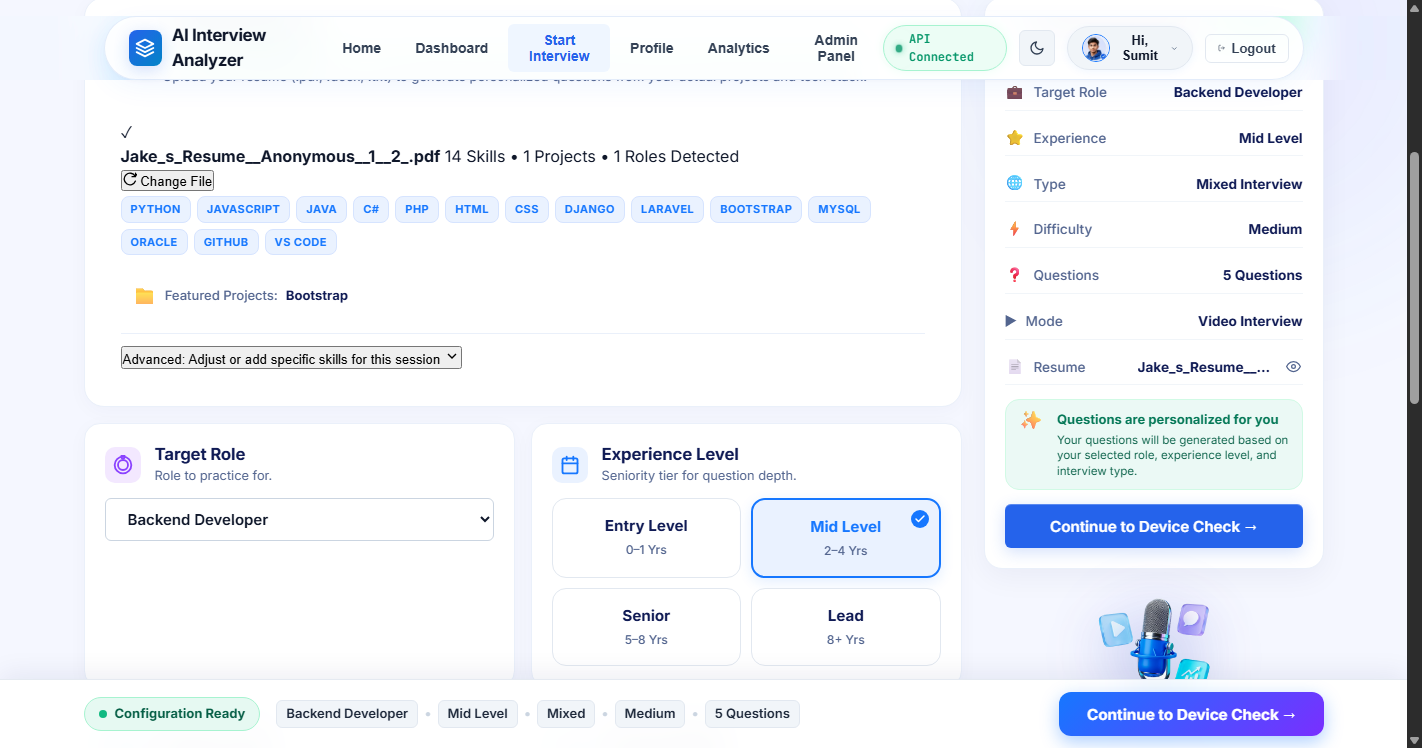 AI Interview
Analyzer
Home
Dashboard
Start
Interview
Profile
Analytics
Admin
Panel
API
Connected
Hi,
Sumit
Logout
✓
Jake_s_Resume__Anonymous__1__2_.pdf 14 Skills • 1 Projects • 1 Roles Detected
Change File
PYTHON
JAVASCRIPT
JAVA
C#
PHP
HTML
CSS
DJANGO
LARAVEL
BOOTSTRAP
MYSQL
ORACLE
GITHUB
VS CODE
Featured Projects: Bootstrap
Advanced: Adjust or add specific skills for this session
Target Role
Role to practice for.
Backend Developer
Experience Level
Seniority tier for question depth.
Entry Level
0–1 Yrs
Mid Level
2–4 Yrs
Senior
5–8 Yrs
Lead
8+ Yrs
Target Role Backend Developer
Experience Mid Level
Type Mixed Interview
Difficulty Medium
Questions 5 Questions
Mode Video Interview
Resume Jake_s_Resume__...
Questions are personalized for you
Your questions will be generated based on
your selected role, experience level, and
interview type.
Continue to Device Check →
Configuration Ready
Backend Developer • Mid Level • Mixed • Medium • 5 Questions
Continue to Device Check →